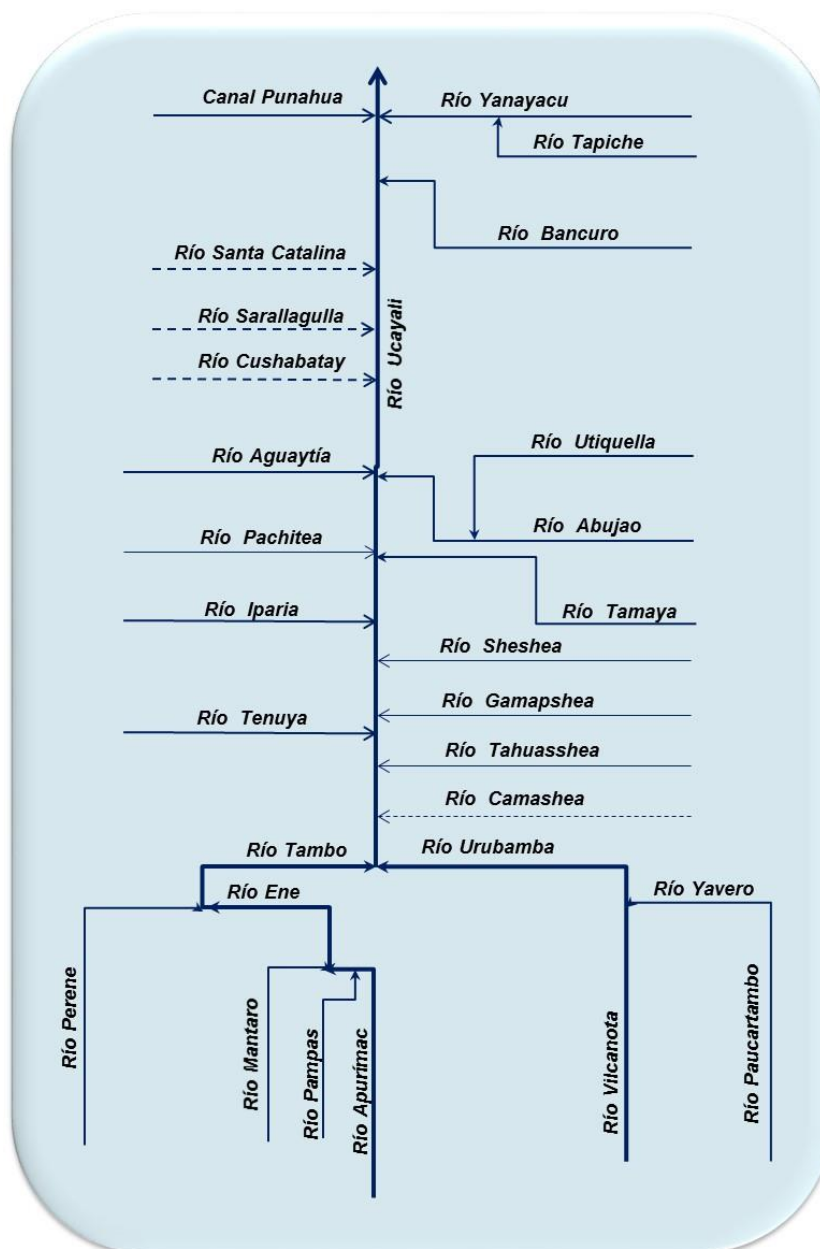 Canal Punahua
Río Yanayacu
Río Tapiche
Río Bancuro
Río Santa Catalina
Río Sarallagulla
Río Ucayali
Río Cushabatay
Río Utiquella
Río Aguaytía
Río Abujao
Río Pachitea
Río Iparia
Río Tamaya
Río Sheshea
Río Gamapshea
Río Tenuya
Río Tahuasshea
Río Camashea
Río Tambo
Río Urubamba
Río Ene
Río Yavero
Río Perene
Río Mantaro
Río Pampas
Río Apurímac
Río Vilcanota
Río Paucartambo